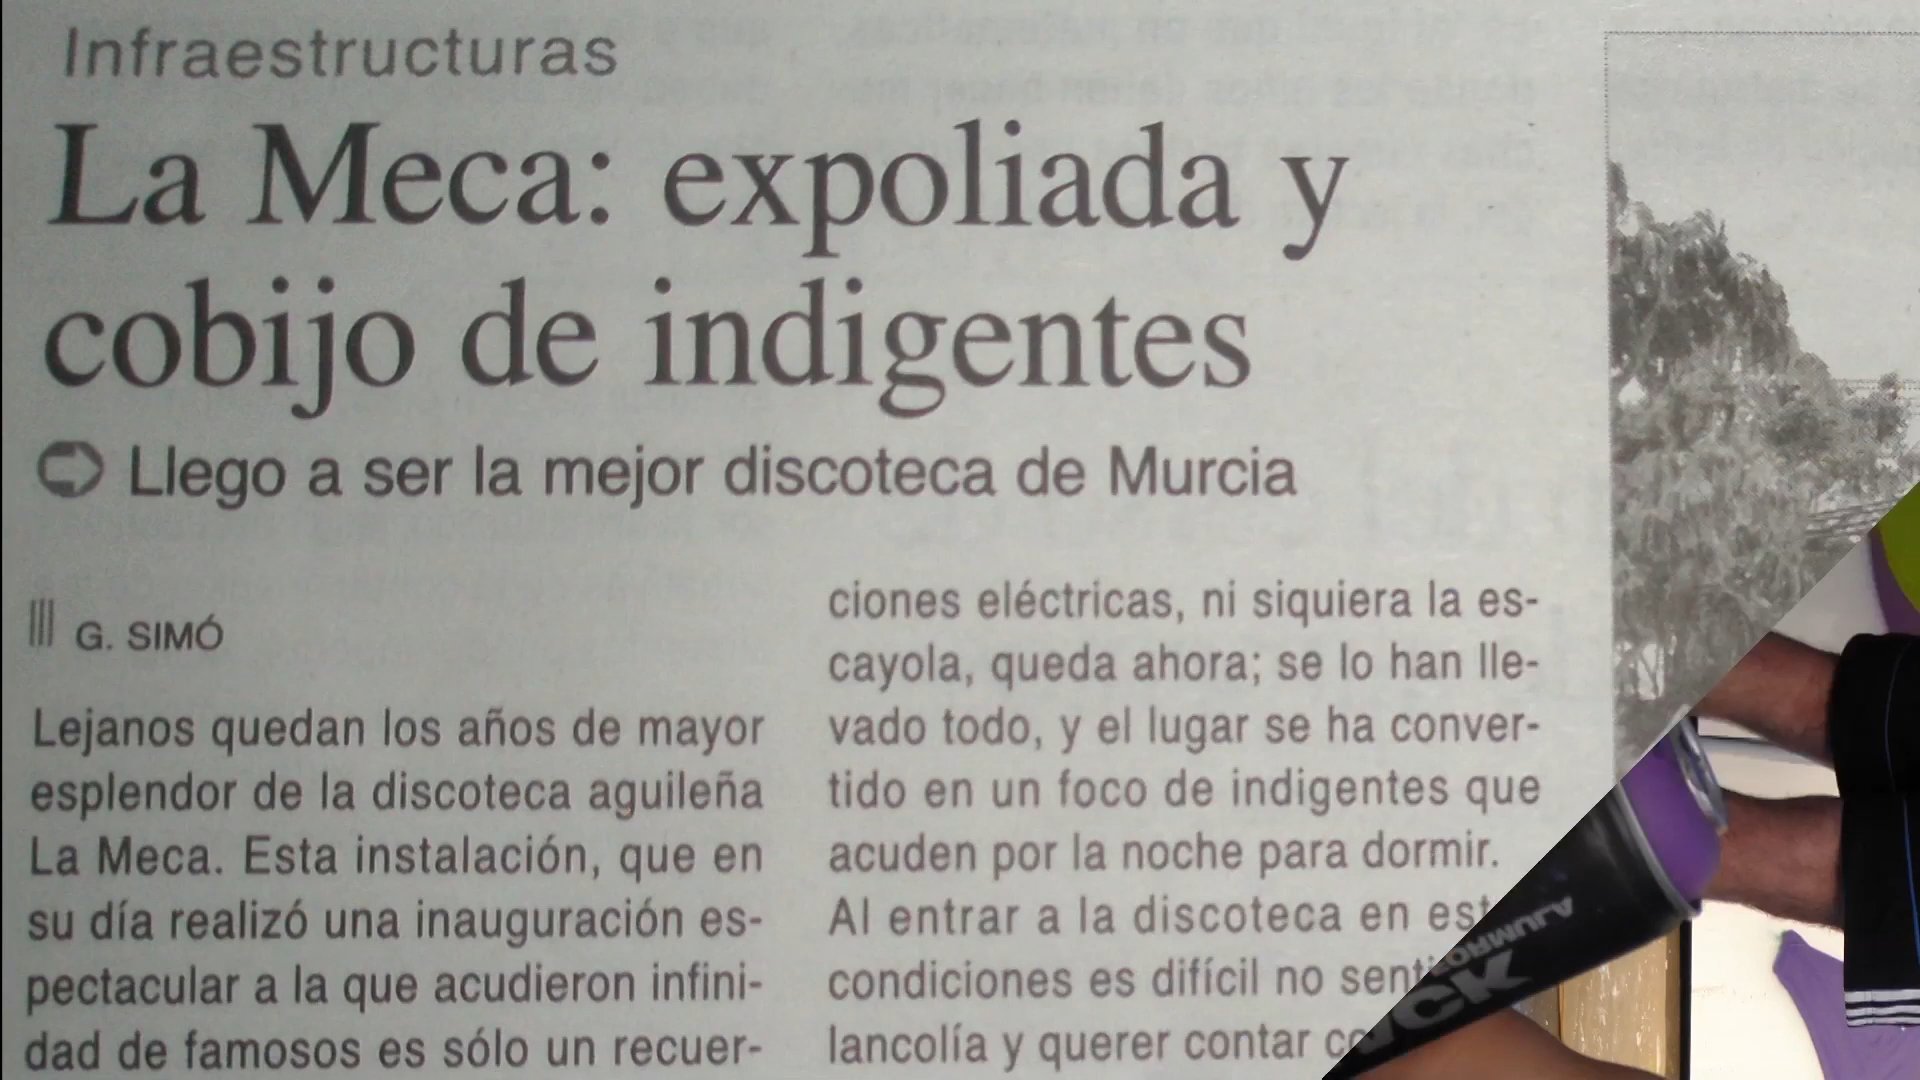 Infraestructuras
La Meca: expoliada y
cobijo de indigentes
Llego a ser la mejor discoteca de Murcia
G. SIMÓ
Lejanos quedan los años de mayor
esplendor de la discoteca aguileña
La Meca. Esta instalación, que en
su día realizó una inauguración es-
pectacular a la que acudieron infini-
dad de famosos es sólo un recuer-
ciones eléctricas, ni siquiera la es-
cayola, queda ahora; se lo han lle-
vado todo, y el lugar se ha conver-
tido en un foco de indigentes que
acuden por la noche para dormir.
Al entrar a la discoteca en
condiciones es difícil no
lancolía y querer contar